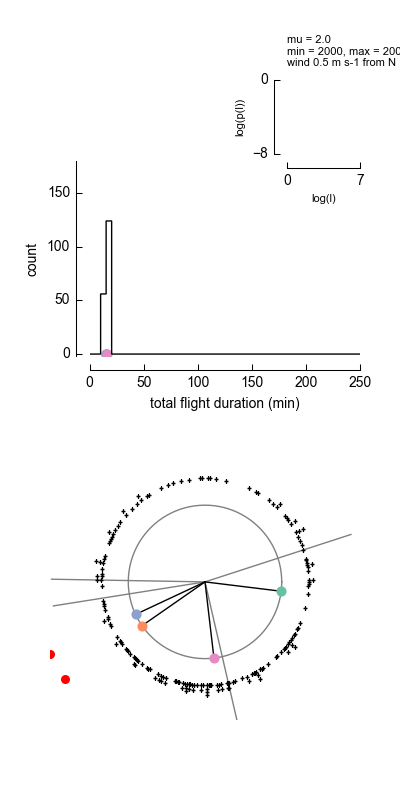 mu = 2.0
min = 2000, max = 200
wind 0.5 m s-1 from N
0
log(p(l))
−8
0 7
log(l)
150
100
count
50
0
0 50 100 150 200 250
total flight duration (min)